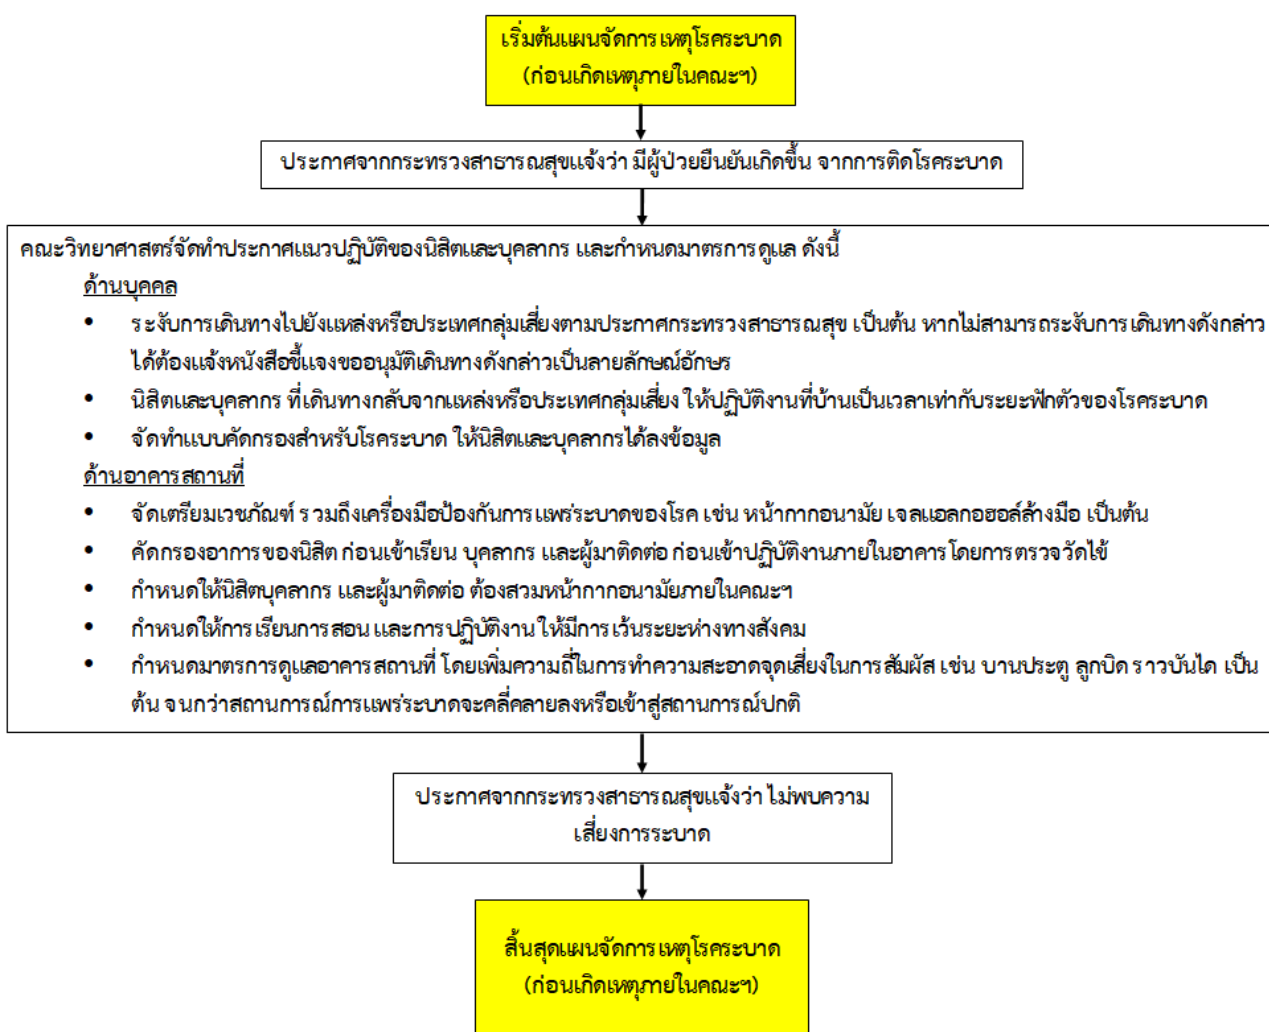 เริ่มต้นแผนจัดการเหตุโรคระบาด
(ก่อนเกิดเหตุภายในคณะฯ)
ประกาศจากกระทรวงสาธารณสุขแจ้งว่า มีผู้ป่วยยืนยันเกิดขึ้น จากการติดโรคระบาด
คณะวิทยาศาสตร์จัดทำประกาศแนวปฏิบัติของนิสิตและบุคลากร และกำหนดมาตรการดูแล ดังนี้
ด้านบุคคล
• ระงับการเดินทางไปยังแหล่งหรือประเทศกลุ่มเสี่ยงตามประกาศกระทรวงสาธารณสุข เป็นต้น หากไม่สามารถระงับการเดินทางดังกล่าว
ได้ต้องแจ้งหนังสือชี้แจงขออนุมัติเดินทางดังกล่าวเป็นลายลักษณ์อักษร
• นิสิตและบุคลากร ที่เดินทางกลับจากแหล่งหรือประเทศกลุ่มเสี่ยง ให้ปฏิบัติงานที่บ้านเป็นเวลาเท่ากับระยะฟักตัวของโรคระบาด
• จัดทำแบบคัดกรองสำหรับโรคระบาด ให้นิสิตและบุคลากรได้ลงข้อมูล
ด้านอาคารสถานที่
• จัดเตรียมเวชภัณฑ์ รวมถึงเครื่องมือป้องกันการแพร่ระบาดของโรค เช่น หน้ากากอนามัย เจลแอลกอฮอล์ล้างมือ เป็นต้น
• คัดกรองอาการของนิสิต ก่อนเข้าเรียน บุคลากร และผู้มาติดต่อ ก่อนเข้าปฏิบัติงานภายในอาคารโดยการตรวจวัดไข้
• กำหนดให้นิสิตบุคลากร และผู้มาติดต่อ ต้องสวมหน้ากากอนามัยภายในคณะฯ
• กำหนดให้การเรียนการสอน และการปฏิบัติงาน ให้มีการเว้นระยะห่างทางสังคม
• กำหนดมาตรการดูแลอาคารสถานที่ โดยเพิ่มความถี่ในการทำความสะอาดจุดเสี่ยงในการสัมผัส เช่น บานประตู ลูกบิด ราวบันได เป็น
ต้น จนกว่าสถานการณ์การแพร่ระบาดจะคลี่คลายลงหรือเข้าสู่สถานการณ์ปกติ
ประกาศจากกระทรวงสาธารณสุขแจ้งว่า ไม่พบความ
เสี่ยงการระบาด
สิ้นสุดแผนจัดการเหตุโรคระบาด
(ก่อนเกิดเหตุภายในคณะฯ)